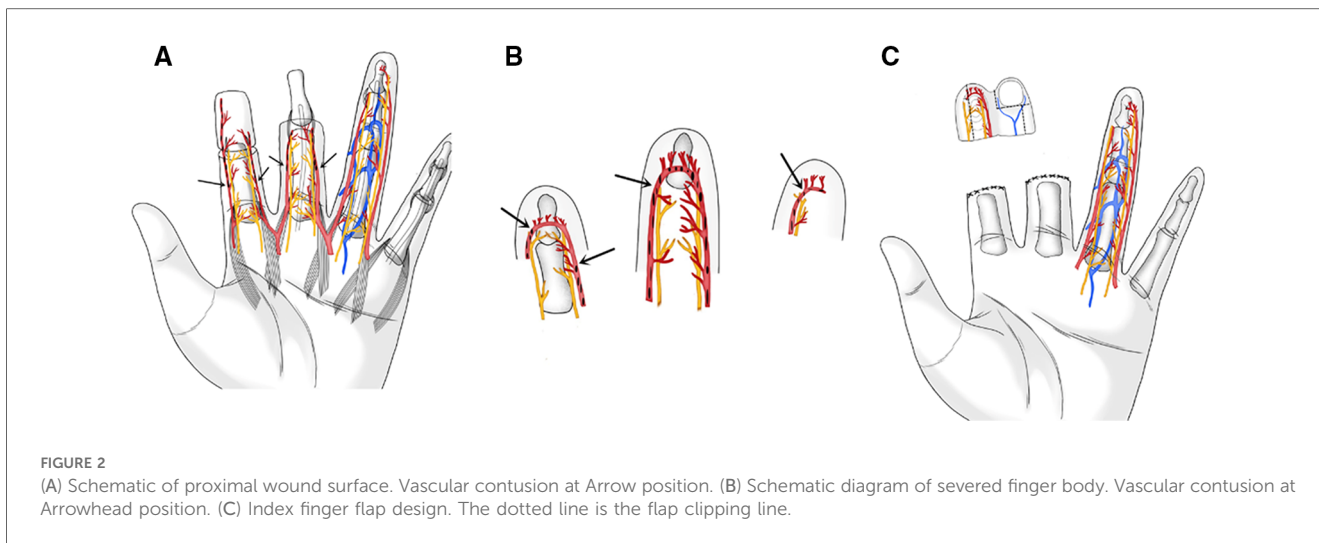 A
B
C
FIGURE 2
(A) Schematic of proximal wound surface. Vascular contusion at Arrow position. (B) Schematic diagram of severed finger body. Vascular contusion at
Arrowhead position. (C) Index finger flap design. The dotted line is the flap clipping line.